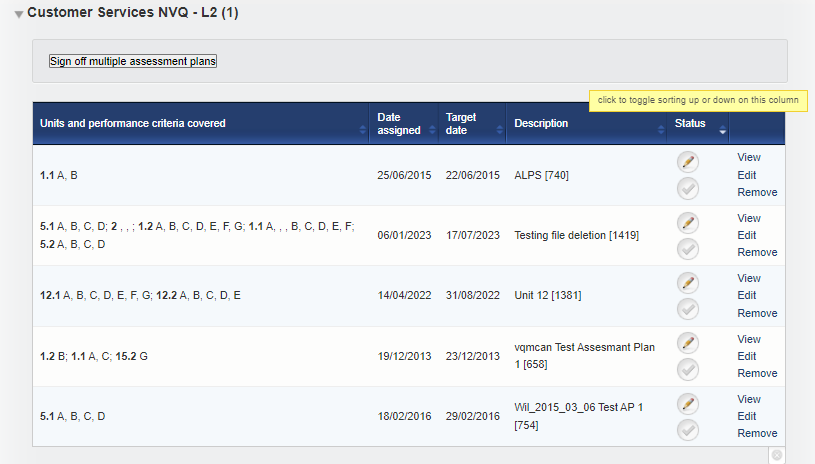 Customer Services NVQ - L2 (1)
Sign off multiple assessment plans
click to toggle sorting up or down on this column
Units and performance criteria covered
Date assigned
Target date
Description
Status
1.1 A, B
25/06/2015
22/06/2015
ALPS [740]
View
Edit
Remove
5.1 A, B, C, D; 2 , , ; 1.2 A, B, C, D, E, F, G; 1.1 A, , , B, C, D, E, F;
5.2 A, B, C, D
06/01/2023
17/07/2023
Testing file deletion [1419]
View
Edit
Remove
12.1 A, B, C, D, E, F, G; 12.2 A, B, C, D, E
14/04/2022
31/08/2022
Unit 12 [1381]
View
Edit
Remove
1.2 B; 1.1 A, C; 15.2 G
19/12/2013
23/12/2013
vqmcan Test Assesmant Plan
1 [658]
View
Edit
Remove
5.1 A, B, C, D
18/02/2016
29/02/2016
Wil_2015_03_06 Test AP 1
[754]
View
Edit
Remove